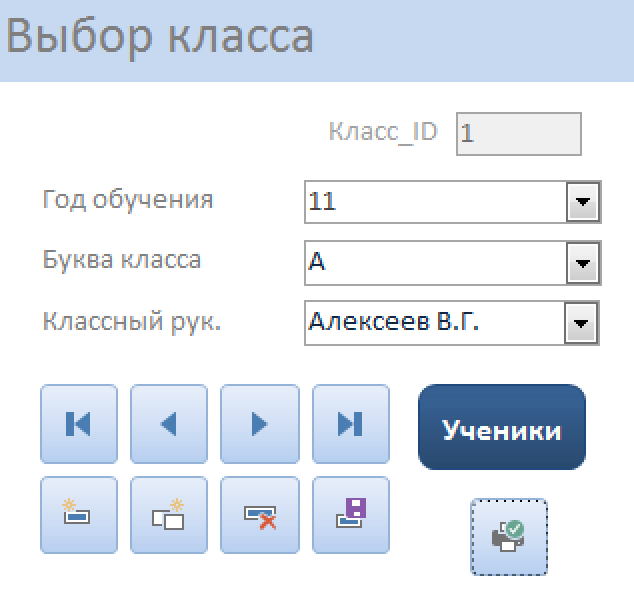 Выбор класса
Класс_ID 1
Год обучения 11
Буква класса А
Классный рук. Алексеев В.Г.
Ученики